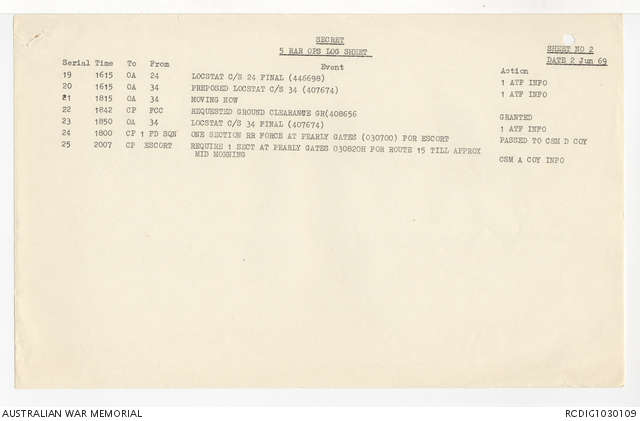 SECRET
5 RAR OPS LOG SHEET
SHEET NO 2
DATE 2 Jun 69
Serial Time To From Event Action
19 1615 OA 24 LOCSTAT C/S 24 FINAL (446698) 1 ATF INFO
20 1615 OA 34 PREPOSED LOCSTAT C/S 34 (407674) 1 ATF INFO
21 1815 OA 34 MOVING NOW
22 1842 CP FCC REQUESTED GROUND CLEARANCE GR(408656 GRANTED
23 1850 OA 34 LOCSTAT C/S 34 FINAL (407674) 1 ATF INFO
24 1800 CP 1 FD SQN ONE SECTION RR FORCE AT PEARLY GATES (030700) FOR ESCORT PASSED TO CSM D COY
25 2007 CP ESCORT REQUIRE 1 SECT AT PEARLY GATES 030820H FOR ROUTE 15 TILL APPROX
MID MORNING CSM A COY INFO
AUSTRALIAN WAR MEMORIAL
RCDIG1030109